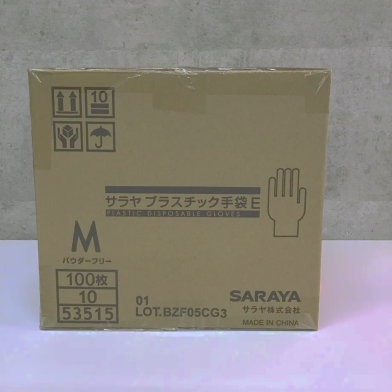 10
サラヤ プラスチック手袋 E
PLASTIC DISPOSABLE GLOVES
M
パウダーフリー
100枚
10
53515
01
LOT.BZF05CG3
SARAYA
サラヤ株式会社
MADE IN CHINA